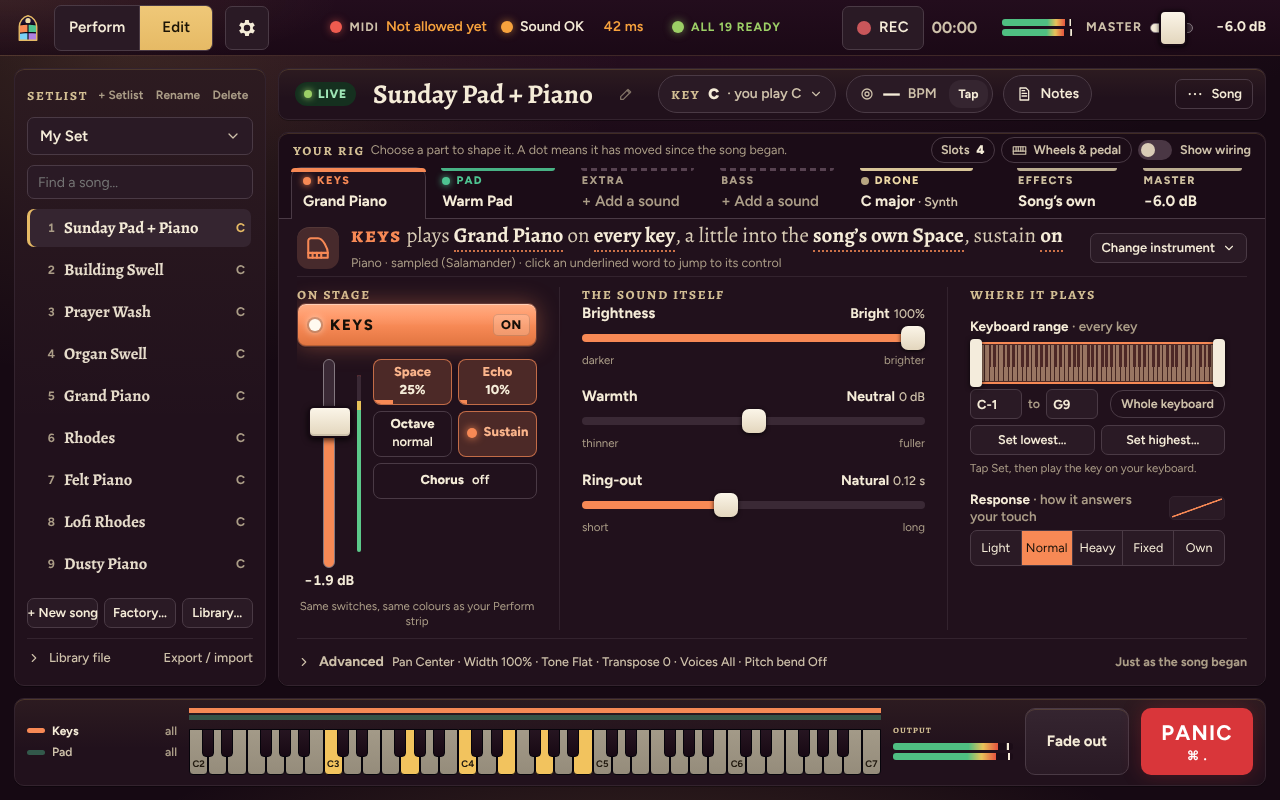 Perform Edit MIDI Not allowed yet Sound OK 42 ms ALL 19 READY REC 00:00 MASTER −6.0 dB
SETLIST + Setlist Rename Delete
My Set
Find a song...
1 Sunday Pad + Piano C
2 Building Swell C
3 Prayer Wash C
4 Organ Swell C
5 Grand Piano C
6 Rhodes C
7 Felt Piano C
8 Lofi Rhodes C
9 Dusty Piano C
+ New song Factory... Library...
Library file Export / import
LIVE Sunday Pad + Piano KEY C · you play C — BPM Tap Notes ··· Song
YOUR RIG Choose a part to shape it. A dot means it has moved since the song began. Slots 4 Wheels & pedal Show wiring
KEYS PAD EXTRA BASS DRONE EFFECTS MASTER
Grand Piano Warm Pad + Add a sound + Add a sound C major · Synth Song's own −6.0 dB
KEYS plays Grand Piano on every key, a little into the song's own Space, sustain on
Piano · sampled (Salamander) · click an underlined word to jump to its control
Change instrument
ON STAGE
KEYS ON
Space 25%
Echo 10%
Octave normal
Sustain
Chorus off
−1.9 dB
Same switches, same colours as your Perform
strip
THE SOUND ITSELF
Brightness Bright 100%
darker brighter
Warmth Neutral 0 dB
thinner fuller
Ring-out Natural 0.12 s
short long
WHERE IT PLAYS
Keyboard range · every key
C-1 to G9 Whole keyboard
Set lowest... Set highest...
Tap Set, then play the key on your keyboard.
Response · how it answers
your touch
Light Normal Heavy Fixed Own
Advanced Pan Center · Width 100% · Tone Flat · Transpose 0 · Voices All · Pitch bend Off Just as the song began
Keys all
Pad all
C2 C3 C4 C5 C6 C7
OUTPUT
Fade out
PANIC
⌘ .